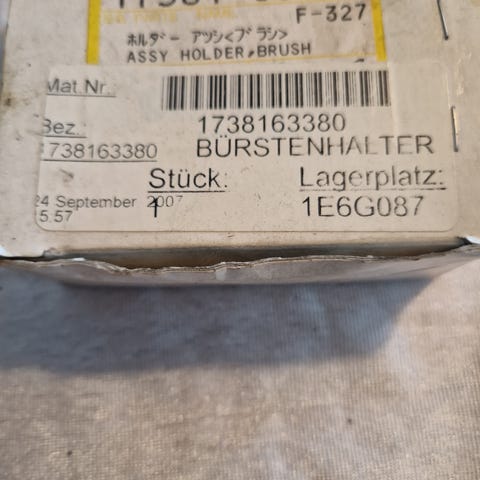 F-327
ホルダー アッシ<ブラシ>
ASSY HOLDER,BRUSH
Mat.Nr.
1738163380
Bez.:
1738163380 BÜRSTENHALTER
Stück: Lagerplatz:
24 September 2007 1 1E6G087